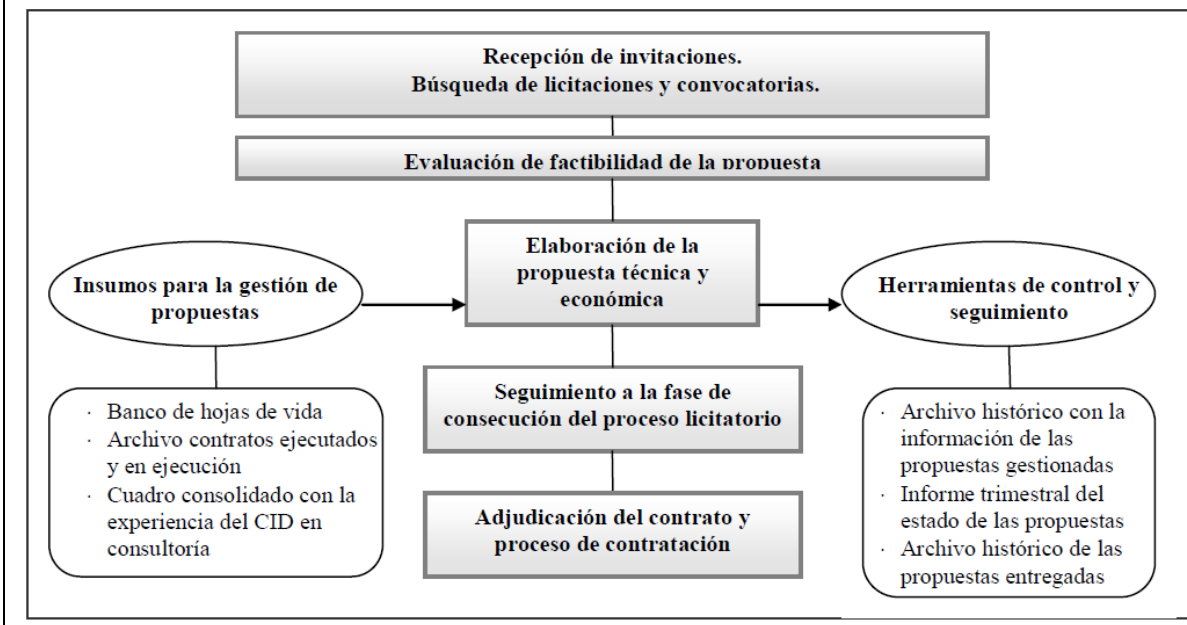 Recepción de invitaciones.
Búsqueda de licitaciones y convocatorias.
Evaluación de factibilidad de la propuesta
Elaboración de la
propuesta técnica y
económica
Insumos para la gestión de
propuestas
Herramientas de control y
seguimiento
Seguimiento a la fase de
consecución del proceso licitatorio
Adjudicación del contrato y
proceso de contratación
· Banco de hojas de vida
· Archivo contratos ejecutados
y en ejecución
· Cuadro consolidado con la
experiencia del CID en
consultoría
· Archivo histórico con la
información de las
propuestas gestionadas
· Informe trimestral del
estado de las propuestas
· Archivo histórico de las
propuestas entregadas